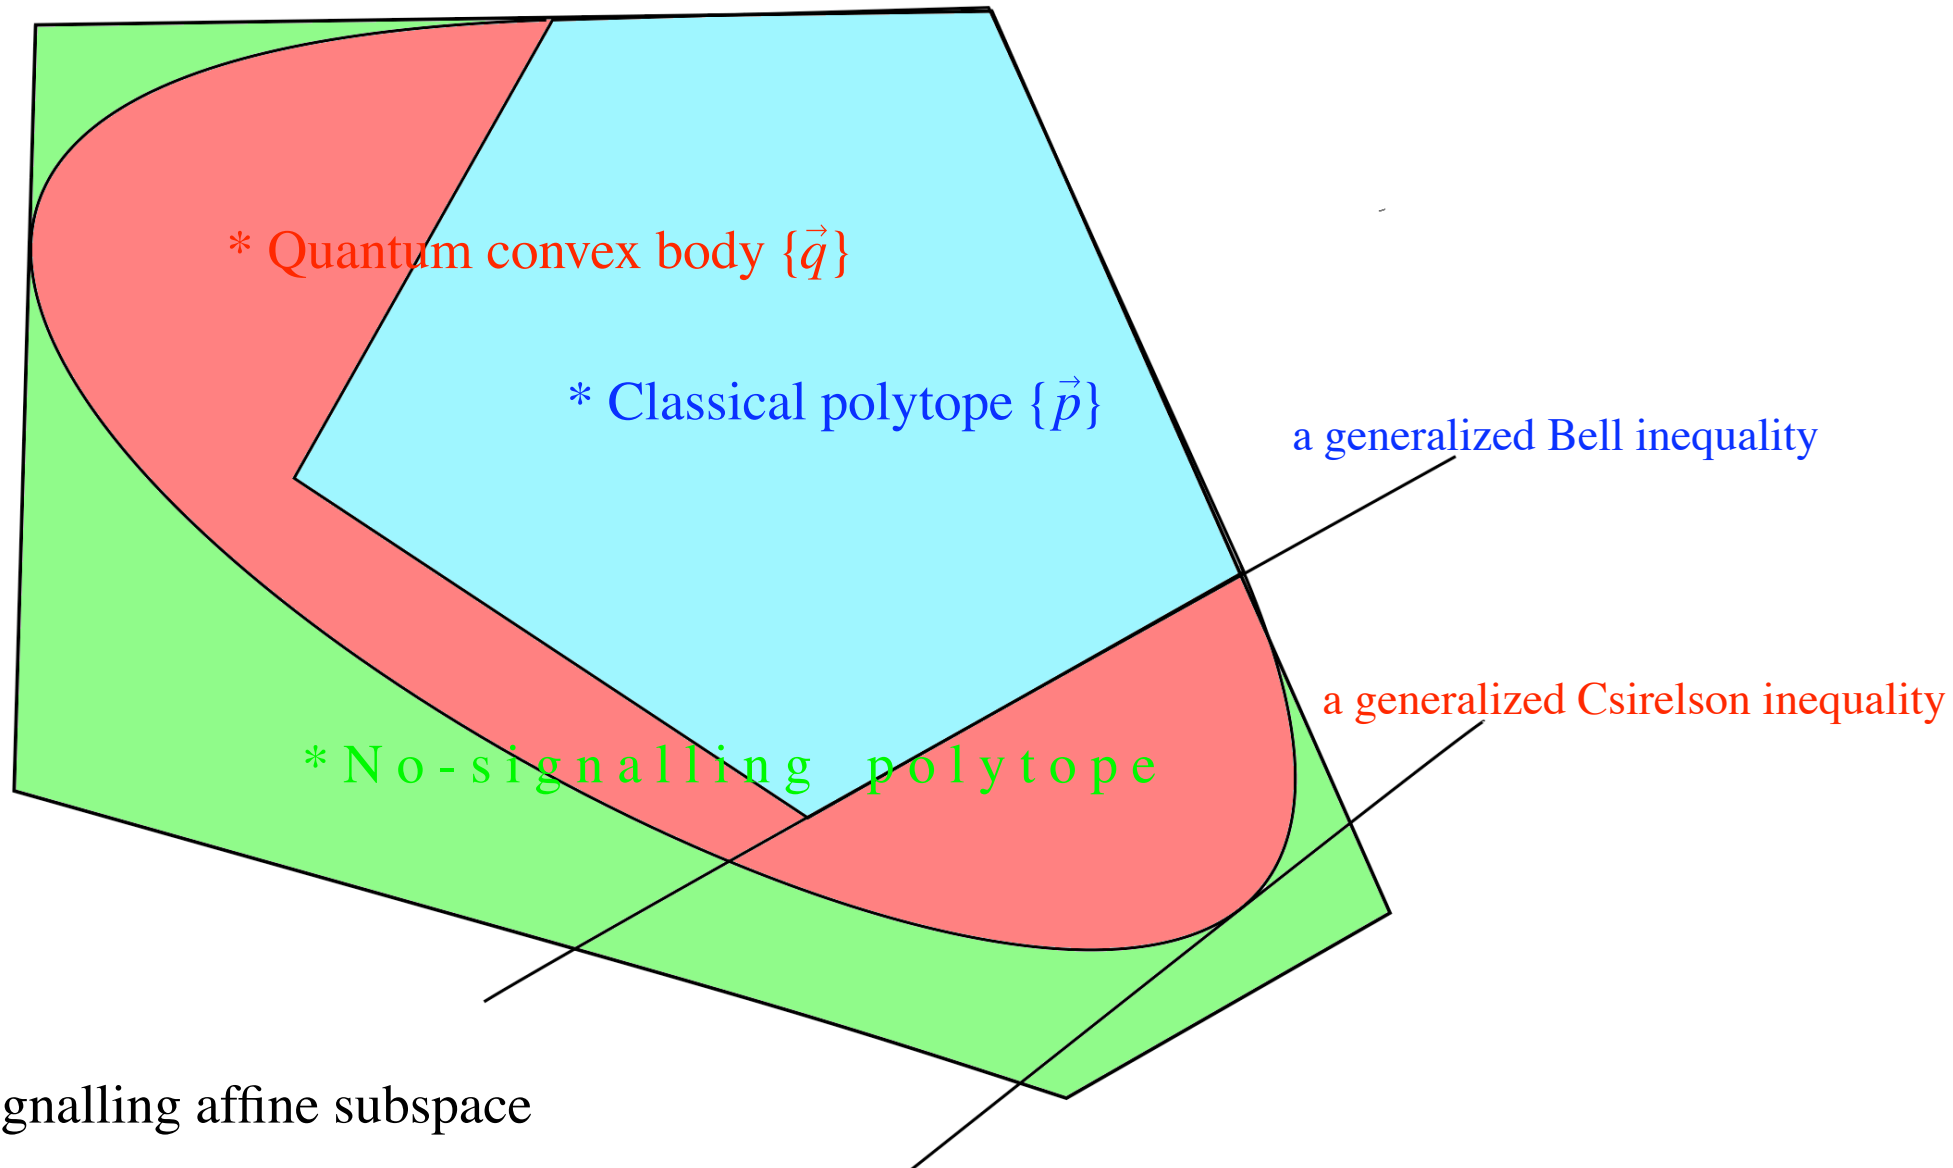 * Quantum convex body {q⃗}
* Classical polytope {p⃗}
a generalized Bell inequality
a generalized Csirelson inequality
* No-signalling polytope
gnalling affine subspace